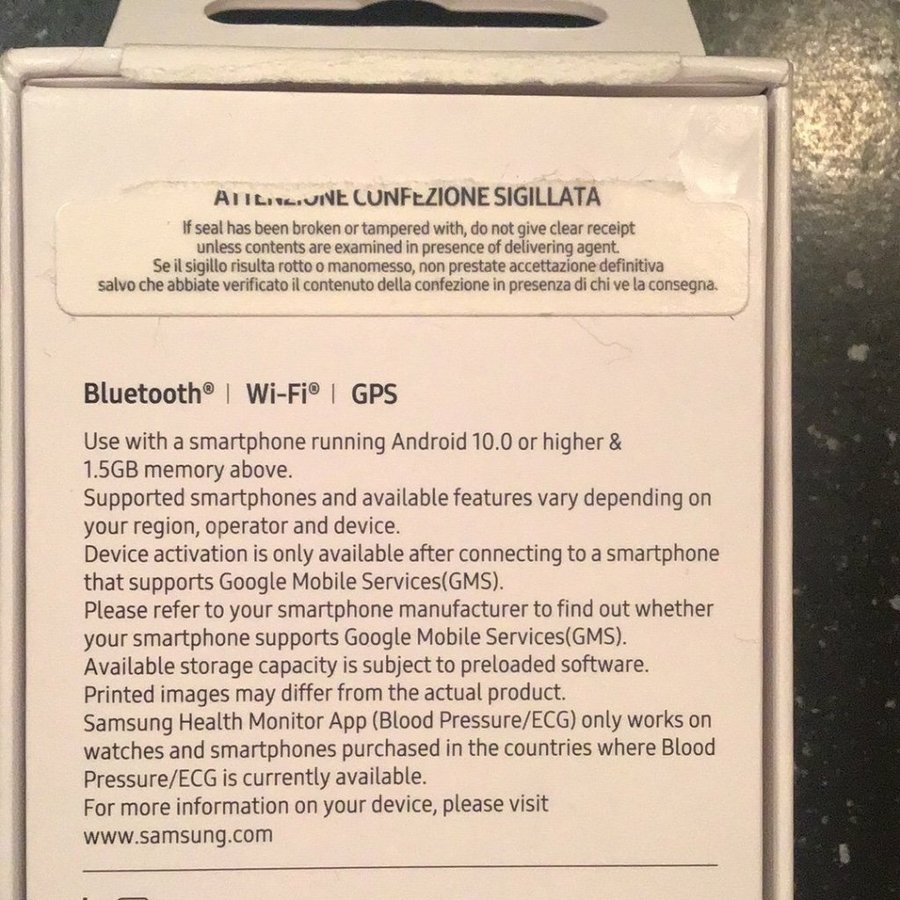 ATTENZIONE CONFEZIONE SIGILLATA
If seal has been broken or tampered with, do not give clear receipt
unless contents are examined in presence of delivering agent.
Se il sigillo risulta rotto o manomesso, non prestate accettazione definitiva
salvo che abbiate verificato il contenuto della confezione in presenza di chi ve la consegna.
Bluetooth® | Wi-Fi® | GPS
Use with a smartphone running Android 10.0 or higher &
1.5GB memory above.
Supported smartphones and available features vary depending on
your region, operator and device.
Device activation is only available after connecting to a smartphone
that supports Google Mobile Services(GMS).
Please refer to your smartphone manufacturer to find out whether
your smartphone supports Google Mobile Services(GMS).
Available storage capacity is subject to preloaded software.
Printed images may differ from the actual product.
Samsung Health Monitor App (Blood Pressure/ECG) only works on
watches and smartphones purchased in the countries where Blood
Pressure/ECG is currently available.
For more information on your device, please visit
www.samsung.com